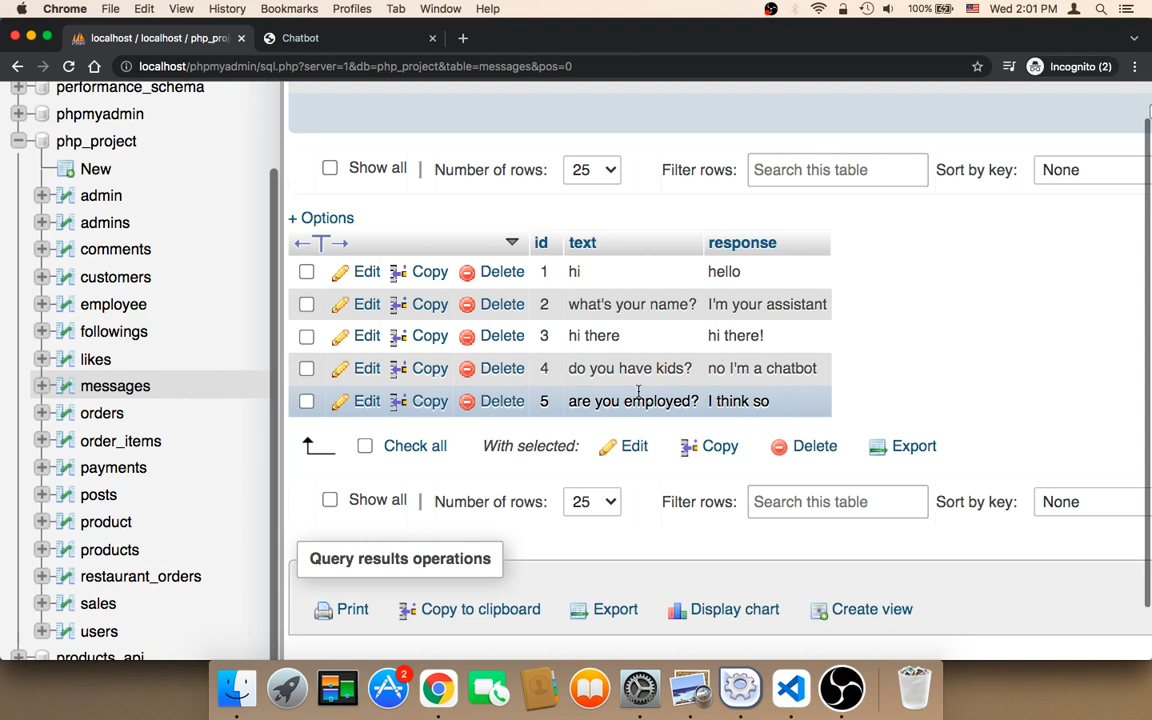 Chrome File Edit View History Bookmarks Profiles Tab Window Help 100% Wed 2:01 PM
localhost / localhost / php_proj Chatbot
localhost/phpmyadmin/sql.php?server=1&db=php_project&table=messages&pos=0 Incognito (2)
performance_schema
phpmyadmin
php_project
New
admin
admins
comments
customers
employee
followings
likes
messages
orders
order_items
payments
posts
product
products
restaurant_orders
sales
users
products_api
Show all | Number of rows: 25 Filter rows: Search this table Sort by key: None
+ Options
←T→ id text response
Edit Copy Delete 1 hi hello
Edit Copy Delete 2 what's your name? I'm your assistant
Edit Copy Delete 3 hi there hi there!
Edit Copy Delete 4 do you have kids? no I'm a chatbot
Edit Copy Delete 5 are you employed? I think so
Check all With selected: Edit Copy Delete Export
Show all | Number of rows: 25 Filter rows: Search this table Sort by key: None
Query results operations
Print Copy to clipboard Export Display chart Create view
2